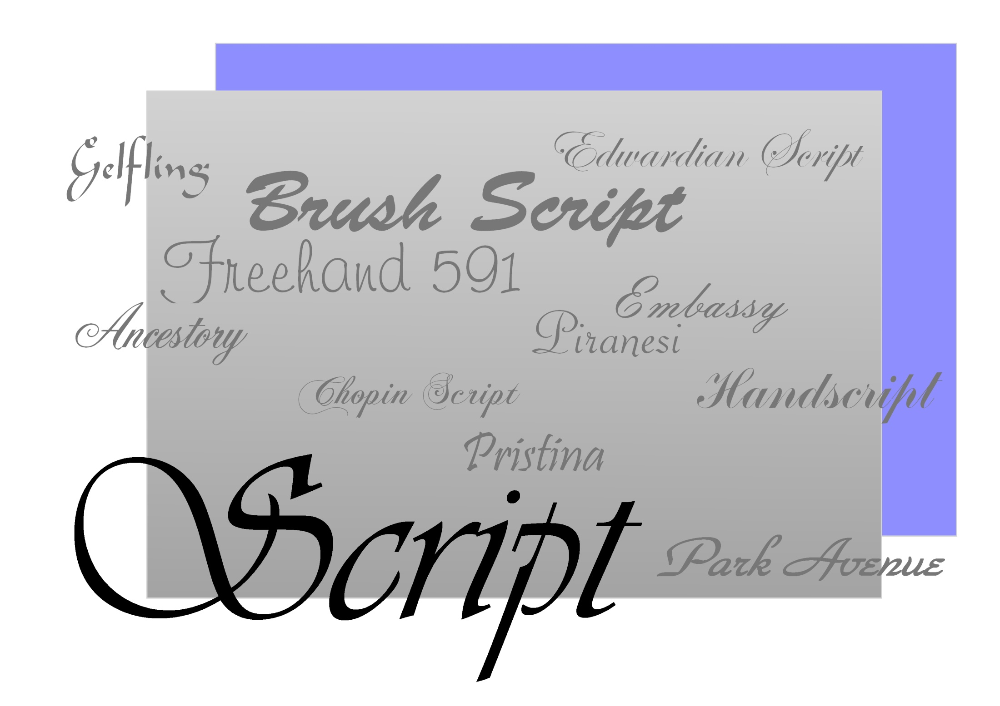 Gelfling
Edwardian Script
Brush Script
Freehand 591
Embassy
Ancestory
Piranesi
Chopin Script
Handscript
Pristina
Script
Park Avenue